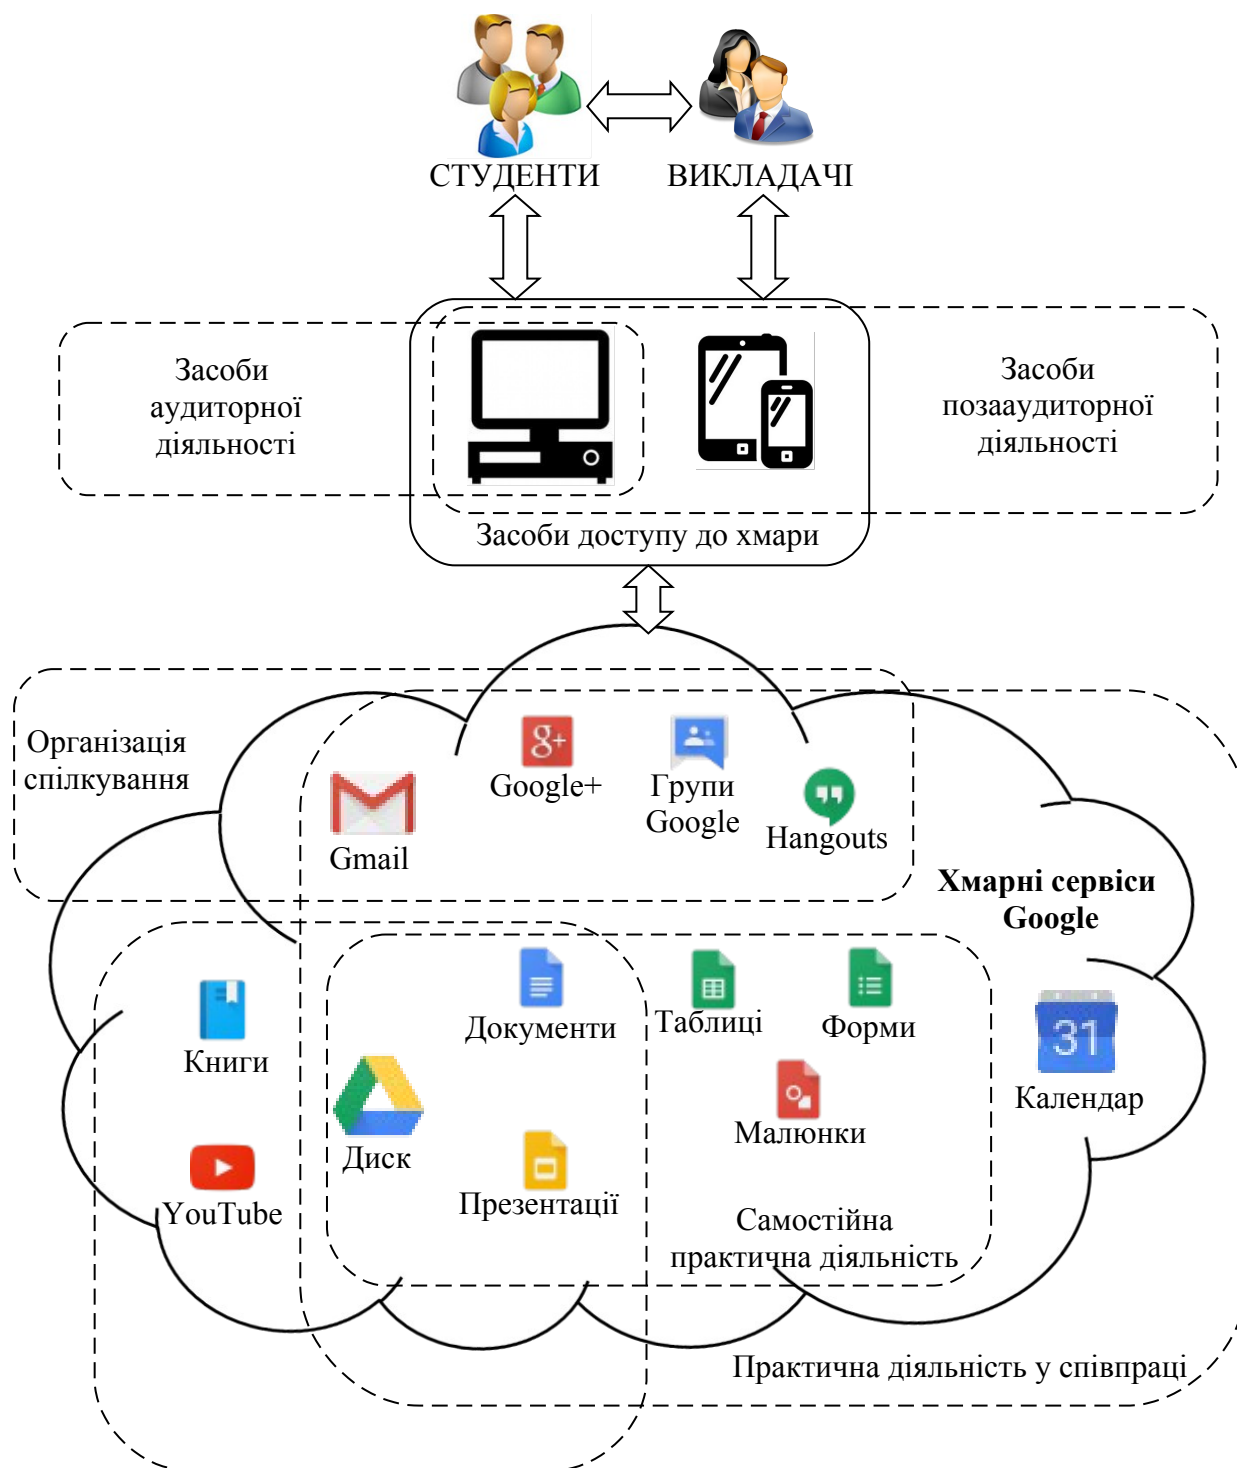 СТУДЕНТИ
ВИКЛАДАЧІ
Засоби
аудиторної
діяльності
Засоби
позааудиторної
діяльності
Засоби доступу до хмари
Організація
спілкування
Gmail
g+
Google+
Групи
Google
Hangouts
Хмарні сервіси
Google
Книги
YouTube
Диск
Документи
Презентації
Таблиці
Форми
Малюнки
31
Календар
Самостійна
практична діяльність
Практична діяльність у співпраці